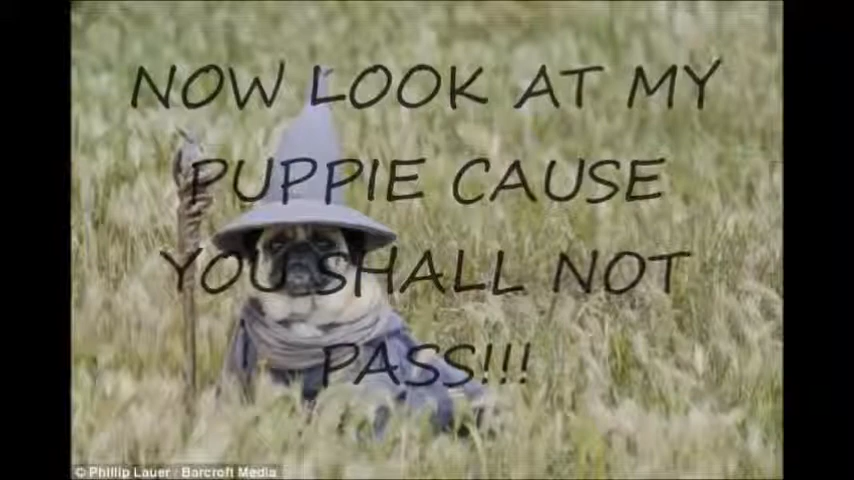 NOW LOOK AT MY
PUPPIE CAUSE
YOU SHALL NOT
PASS!!!
© Phillip Lauer / Barcroft Media